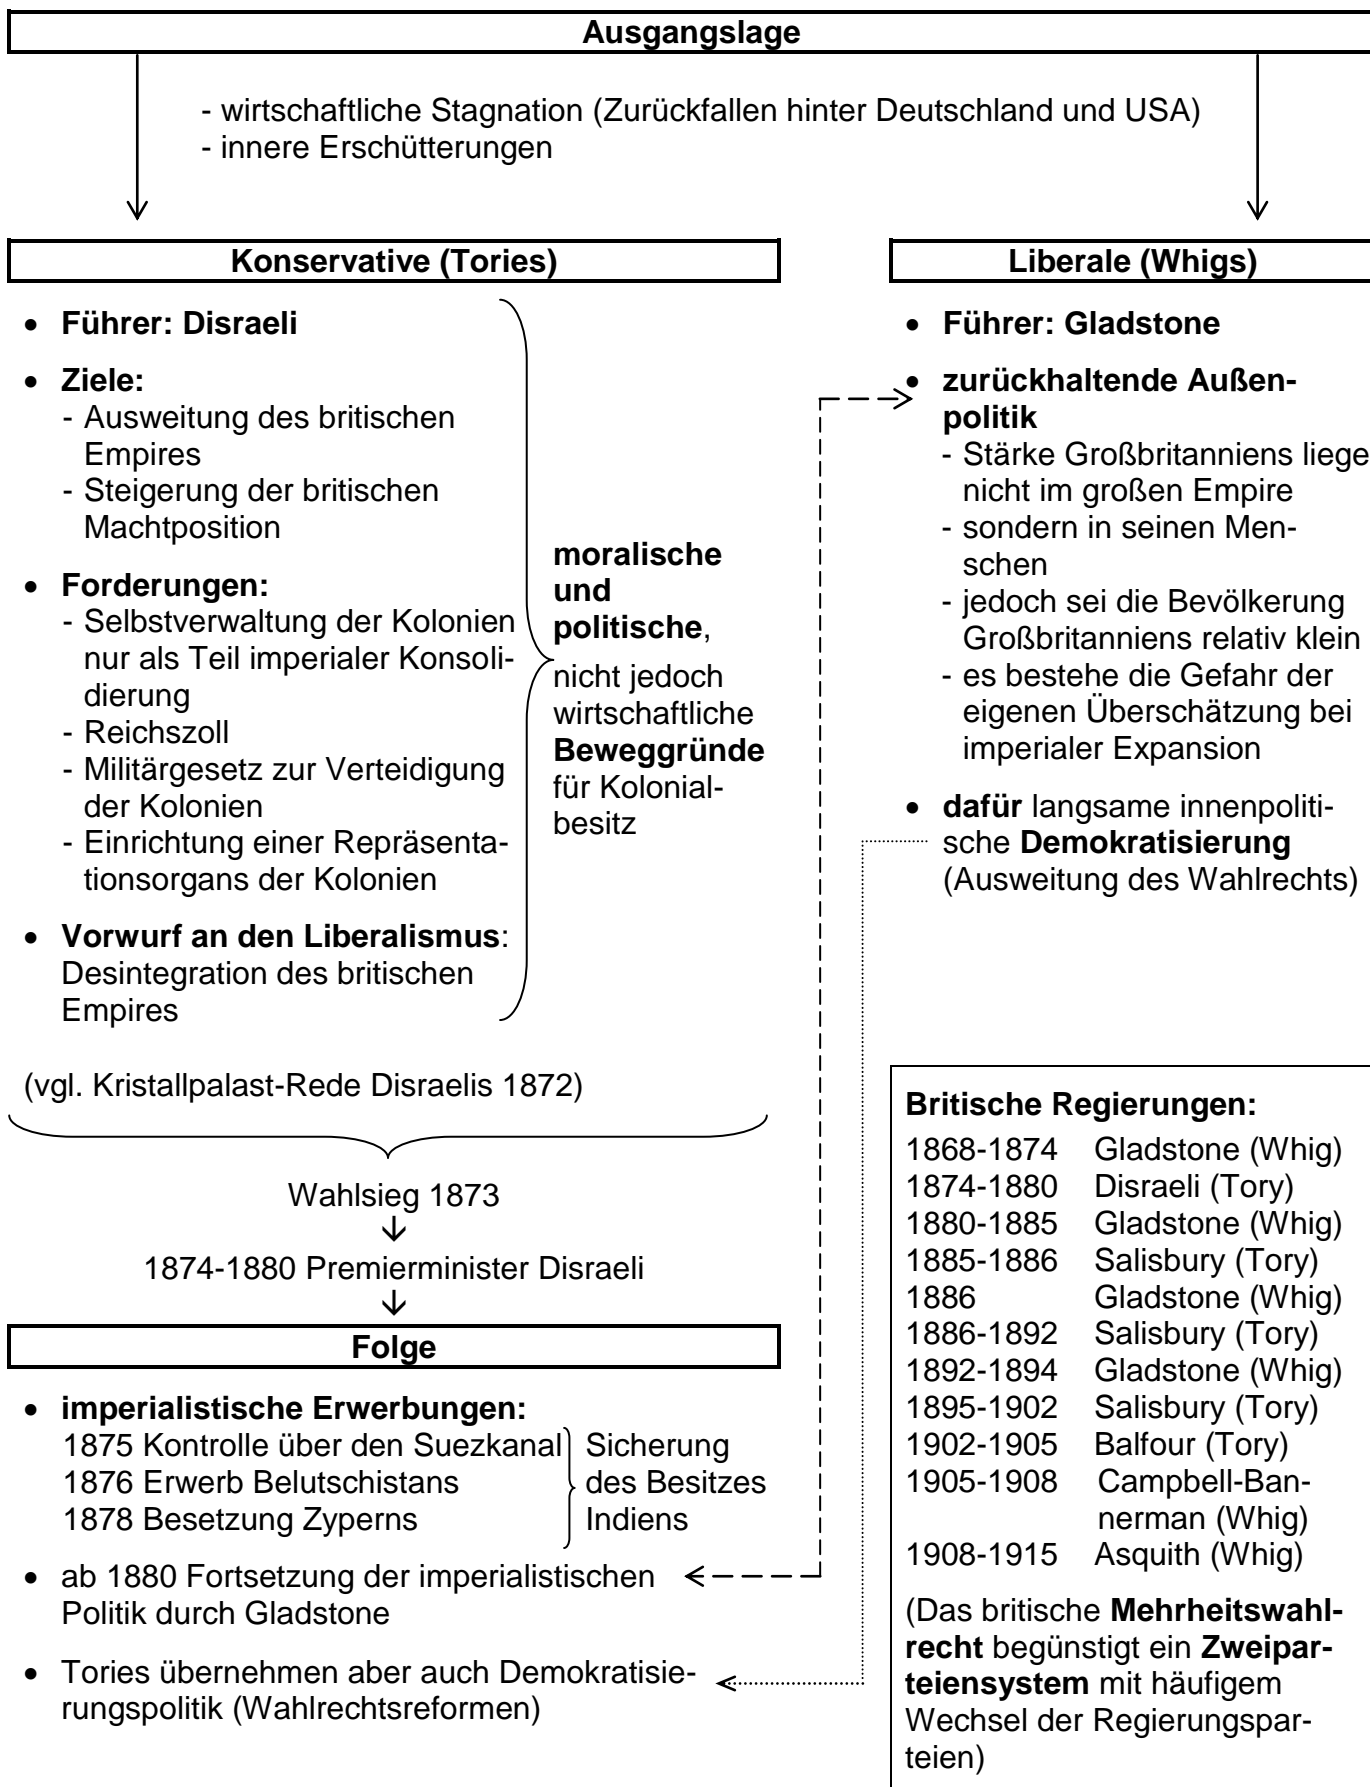 Ausgangslage
- wirtschaftliche Stagnation (Zurückfallen hinter Deutschland und USA)
- innere Erschütterungen
Konservative (Tories)
• Führer: Disraeli
• Ziele:
- Ausweitung des britischen
Empires
- Steigerung der britischen
Machtposition
• Forderungen:
- Selbstverwaltung der Kolonien
nur als Teil imperialer Konsoli-
dierung
- Reichszoll
- Militärgesetz zur Verteidigung
der Kolonien
- Einrichtung einer Repräsenta-
tionsorgans der Kolonien
• Vorwurf an den Liberalismus:
Desintegration des britischen
Empires
moralische
und
politische,
nicht jedoch
wirtschaftliche
Beweggründe
für Kolonial-
besitz
(vgl. Kristallpalast-Rede Disraelis 1872)
Wahlsieg 1873
1874-1880 Premierminister Disraeli
Folge
• imperialistische Erwerbungen:
1875 Kontrolle über den Suezkanal
1876 Erwerb Belutschistans
1878 Besetzung Zyperns
Sicherung
des Besitzes
Indiens
• ab 1880 Fortsetzung der imperialistischen
Politik durch Gladstone
• Tories übernehmen aber auch Demokratisie-
rungspolitik (Wahlrechtsreformen)
Liberale (Whigs)
• Führer: Gladstone
• zurückhaltende Außen-
politik
- Stärke Großbritanniens liege
nicht im großen Empire
- sondern in seinen Men-
schen
- jedoch sei die Bevölkerung
Großbritanniens relativ klein
- es bestehe die Gefahr der
eigenen Überschätzung bei
imperialer Expansion
• dafür langsame innenpoliti-
sche Demokratisierung
(Ausweitung des Wahlrechts)
Britische Regierungen:
1868-1874 Gladstone (Whig)
1874-1880 Disraeli (Tory)
1880-1885 Gladstone (Whig)
1885-1886 Salisbury (Tory)
1886 Gladstone (Whig)
1886-1892 Salisbury (Tory)
1892-1894 Gladstone (Whig)
1895-1902 Salisbury (Tory)
1902-1905 Balfour (Tory)
1905-1908 Campbell-Ban-
nerman (Whig)
1908-1915 Asquith (Whig)
(Das britische Mehrheitswahl-
recht begünstigt ein Zweipar-
teiensystem mit häufigem
Wechsel der Regierungspar-
teien)